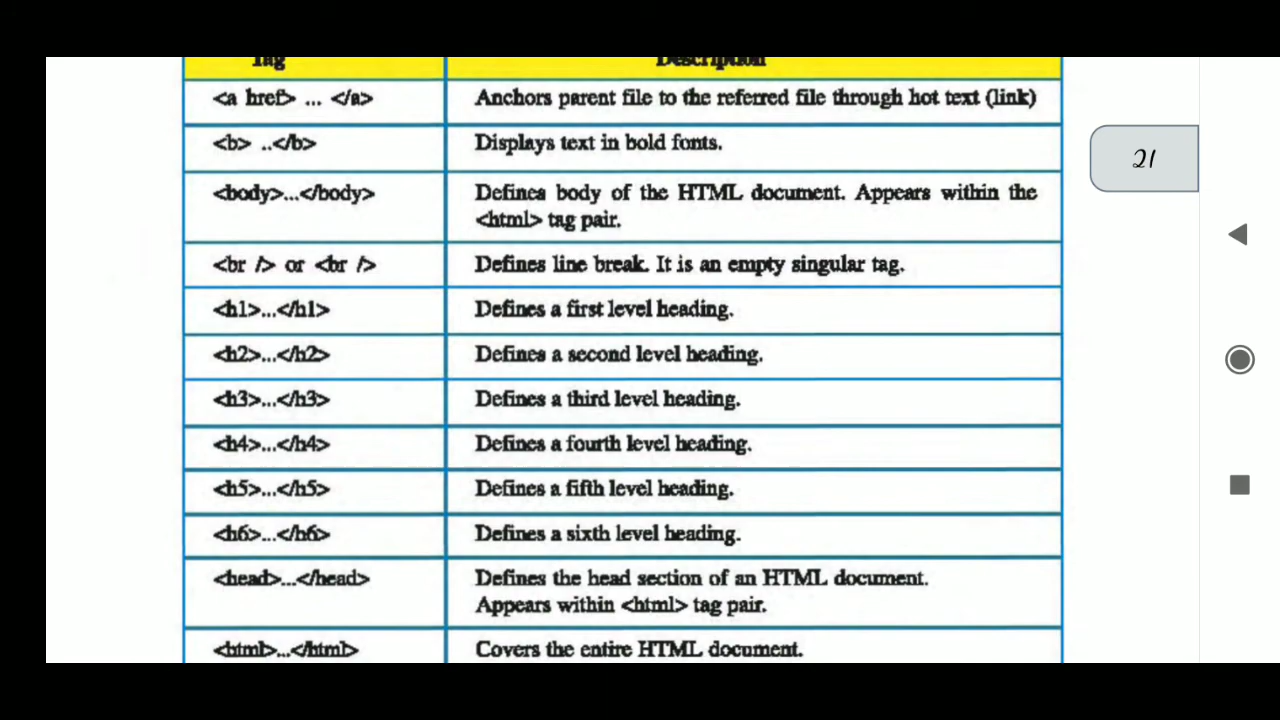 Tag Description
<a href> ... </a> Anchors parent file to the referred file through hot text (link)
<b> ..</b> Displays text in bold fonts.
<body>...</body> Defines body of the HTML document. Appears within the
<html> tag pair.
<br /> or <br /> Defines line break. It is an empty singular tag.
<h1>...</h1> Defines a first level heading.
<h2>...</h2> Defines a second level heading.
<h3>...</h3> Defines a third level heading.
<h4>...</h4> Defines a fourth level heading.
<h5>...</h5> Defines a fifth level heading.
<h6>...</h6> Defines a sixth level heading.
<head>...</head> Defines the head section of an HTML document.
Appears within <html> tag pair.
<html>...</html> Covers the entire HTML document.
21